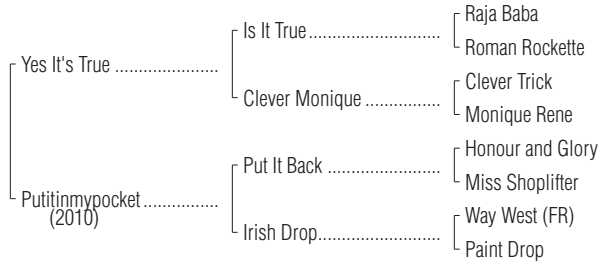 Raja Baba
Is It True............................
Roman Rockette
Yes It's True ......................
Clever Trick
Clever Monique ................
Monique Rene
Honour and Glory
Put It Back ........................
Miss Shoplifter
Putitinmypocket................
(2010)
Way West (FR)
Irish Drop..........................
Paint Drop